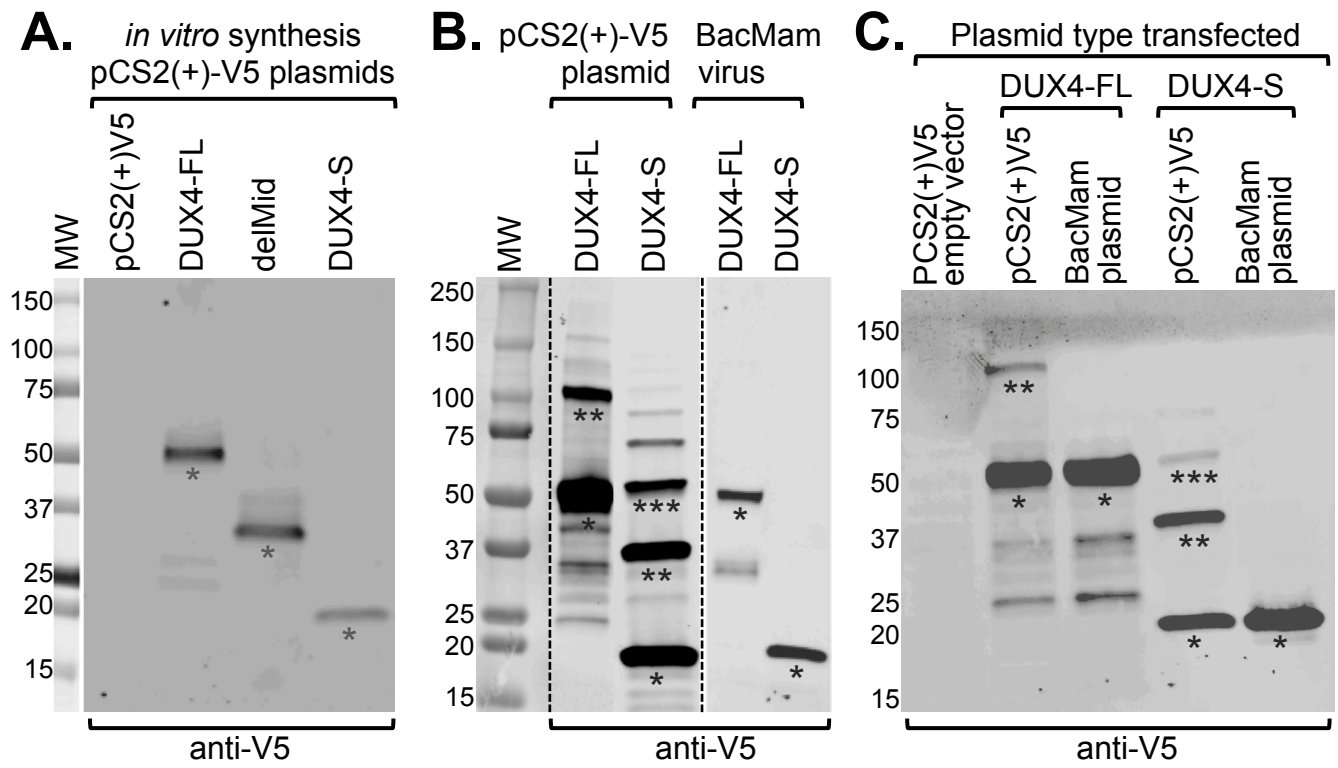 A.
in vitro synthesis
pCS2(+)-V5 plasmids
MW
pCS2(+)V5
DUX4-FL
delMid
DUX4-S
150
100
75
50
37
25
20
15
*
*
*
anti-V5
B.
pCS2(+)-V5
plasmid
BacMam
virus
MW
DUX4-FL
DUX4-S
DUX4-FL
DUX4-S
250
150
100
75
50
37
25
20
15
**
*
***
**
*
*
*
anti-V5
C.
Plasmid type transfected
DUX4-FL
DUX4-S
PCS2(+)V5
empty vector
pCS2(+)V5
BacMam
plasmid
pCS2(+)V5
BacMam
plasmid
150
100
75
50
37
25
20
15
**
*
*
***
**
*
*
anti-V5